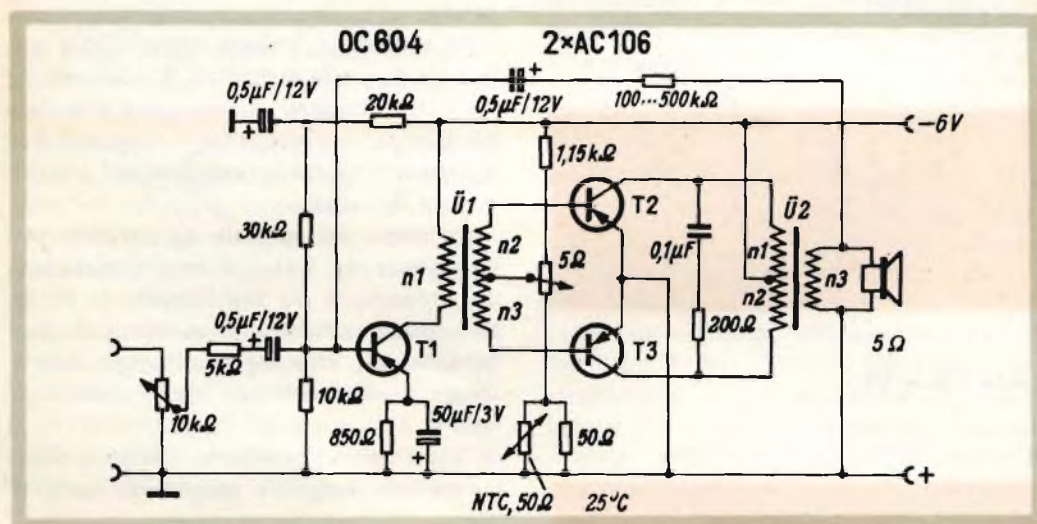 OC604 2×AC106
0,5µF/12V
20kΩ
0,5µF/12V
100...500kΩ
–6V
1,15kΩ
Ü1
T2
Ü2
30kΩ
n1
n2
n3
5Ω
0,1µF
n1
n2
n3
0,5µF/12V
5kΩ
T1
T3
200Ω
5Ω
10kΩ
10kΩ
850Ω
50µF/3V
50Ω
NTC, 50Ω 25°C
+